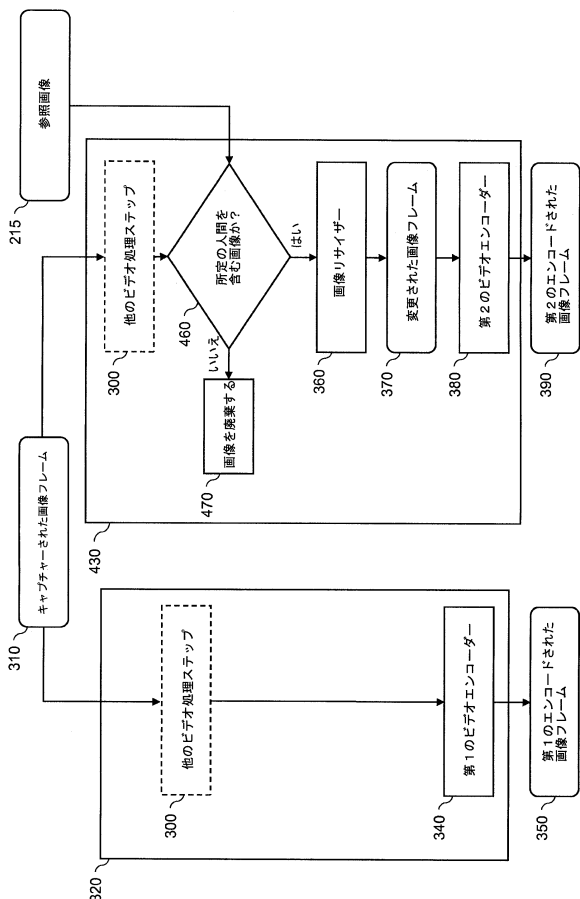 310
キャプチャーされた画像フレーム
215
参照画像
320
300
他のビデオ処理ステップ
340
第1のビデオエンコーダー
350
第1のエンコードされた
画像フレーム
430
300
他のビデオ処理ステップ
460
所定の人間を
含む画像か？
いいえ
はい
470
画像を廃棄する
360
画像リサイザー
370
変更された画像フレーム
380
第2のビデオエンコーダー
390
第2のエンコードされた
画像フレーム